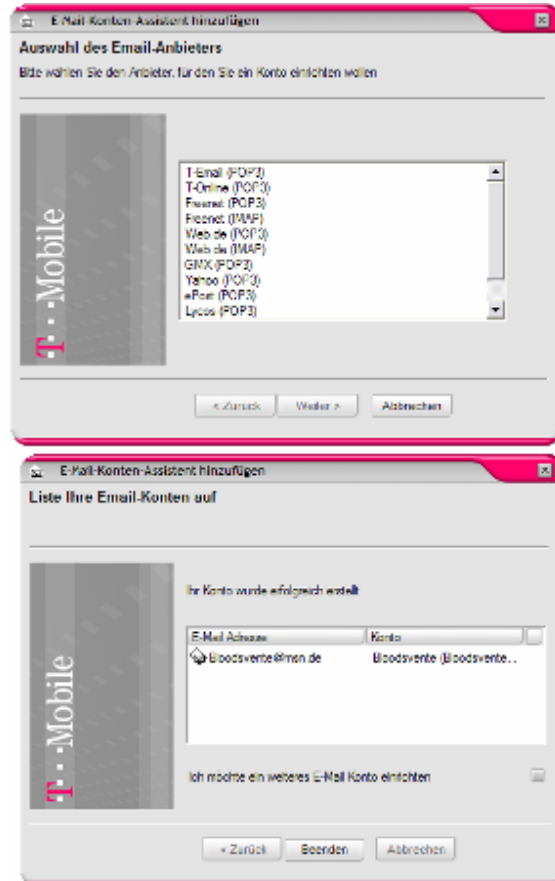 E-Mail-Konten-Assistent hinzufügen
Auswahl des Email-Anbieters
Bitte wählen Sie den Anbieter, für den Sie ein Konto einrichten wollen
T-Email (POP3)
T-Online (POP3)
Freenet (POP3)
Freenet (IMAP)
Web.de (POP3)
Web.de (IMAP)
GMX (POP3)
Yahoo (POP3)
ePost (POP3)
Lycos (POP3)
T··Mobile
< Zurück Weiter > Abbrechen
E-Mail-Konten-Assistent hinzufügen
Liste Ihre Email-Konten auf
Ihr Konto wurde erfolgreich erstellt
E-Mail Adresse Konto
Bloodsvente@msn.de Bloodsvente (Bloodsvente...
T··Mobile
Ich möchte ein weiteres E-Mail Konto einrichten
< Zurück Beenden Abbrechen